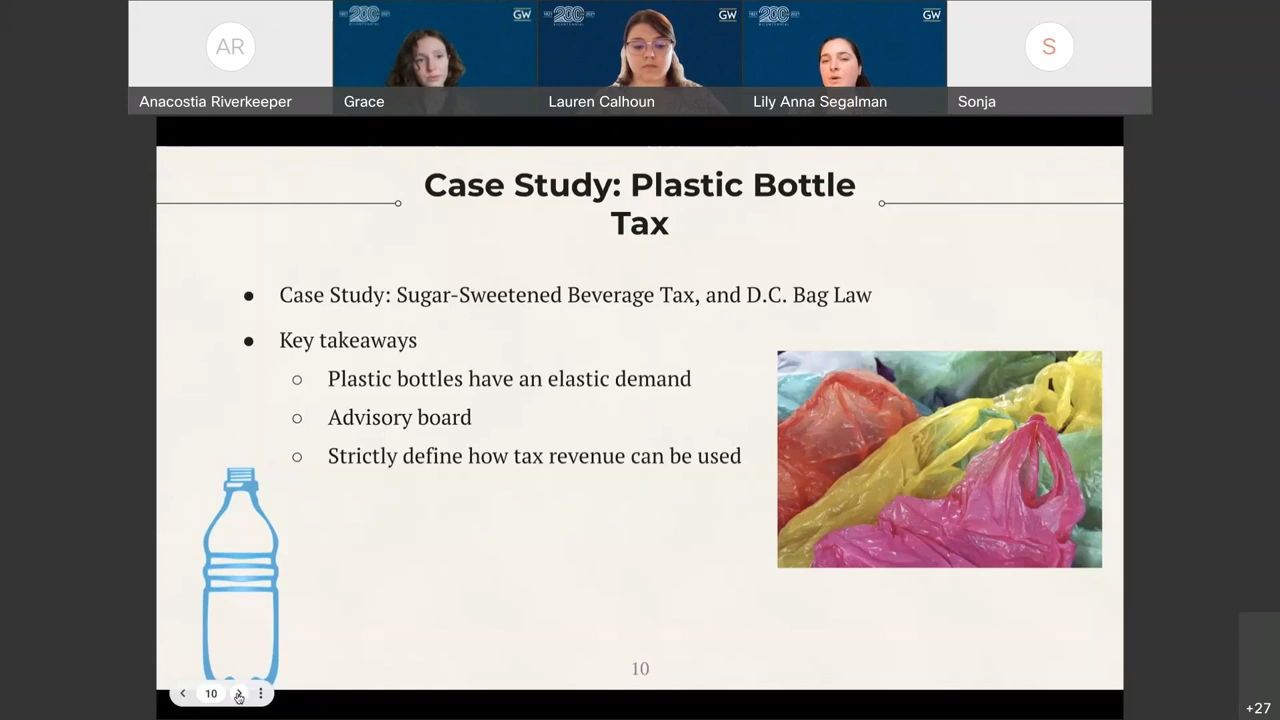 AR
GW
GW
GW
S
Anacostia Riverkeeper
Grace
Lauren Calhoun
Lily Anna Segalman
Sonja
Case Study: Plastic Bottle
Tax
● Case Study: Sugar-Sweetened Beverage Tax, and D.C. Bag Law
● Key takeaways
○ Plastic bottles have an elastic demand
○ Advisory board
○ Strictly define how tax revenue can be used
10
10
+27